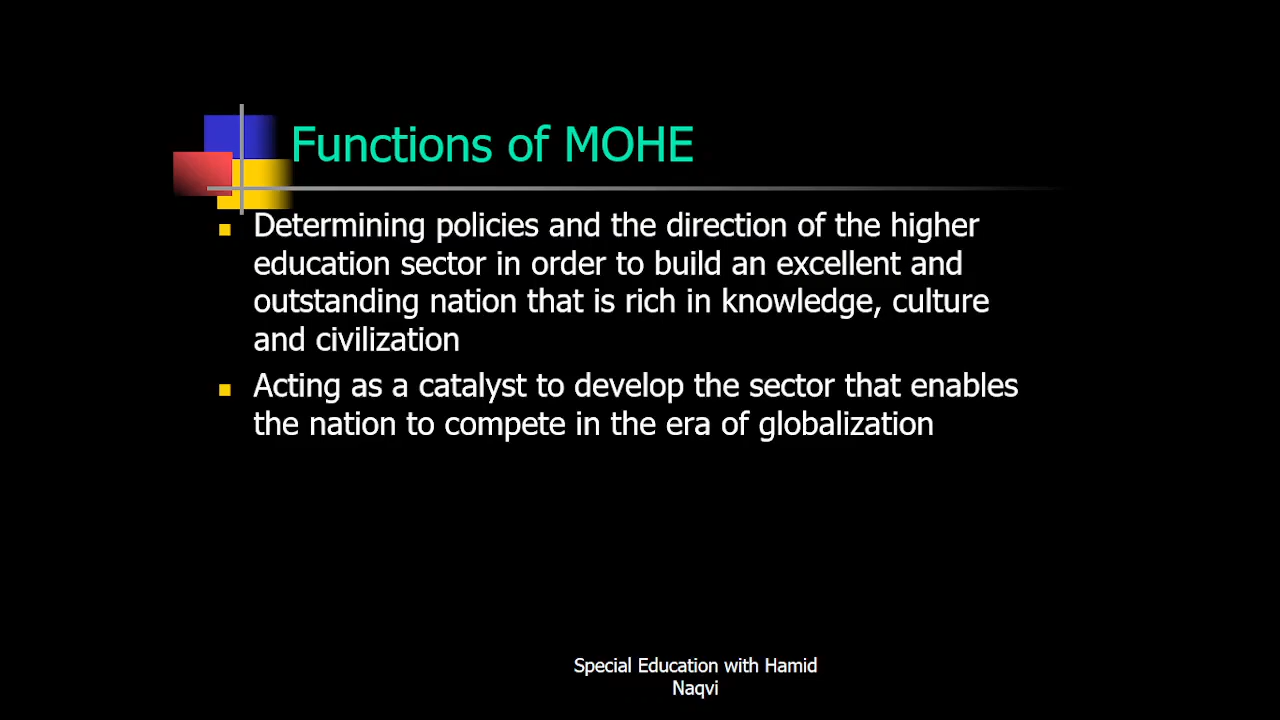 Functions of MOHE
Determining policies and the direction of the higher
education sector in order to build an excellent and
outstanding nation that is rich in knowledge, culture
and civilization
Acting as a catalyst to develop the sector that enables
the nation to compete in the era of globalization
Special Education with Hamid
Naqvi